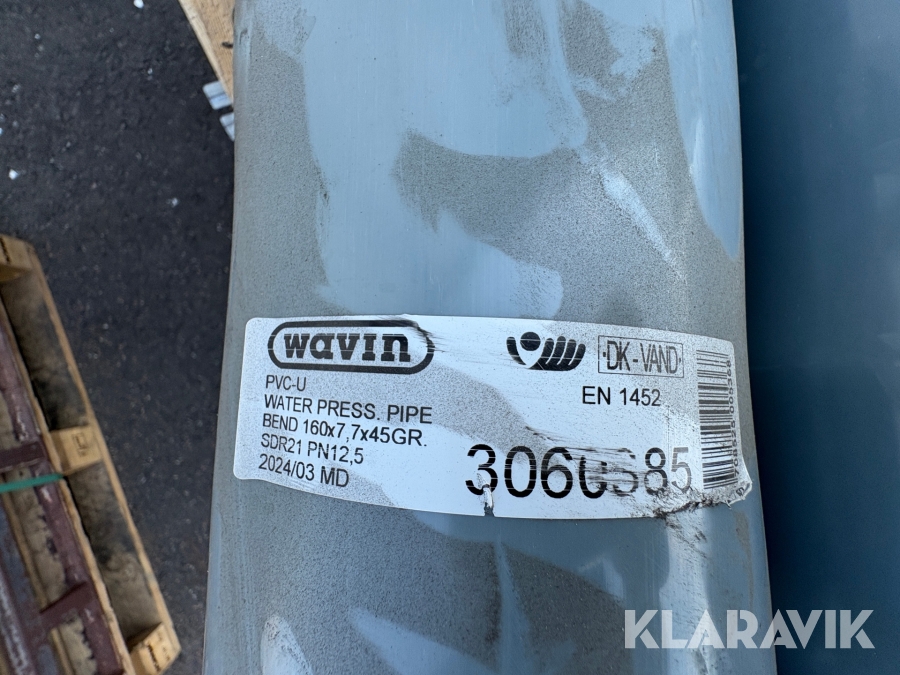 wavin
PVC-U
WATER PRESS. PIPE
BEND 160x7,7x45GR.
SDR21 PN12,5
2024/03 MD
DK-VAND
EN 1452
KLARAVIK